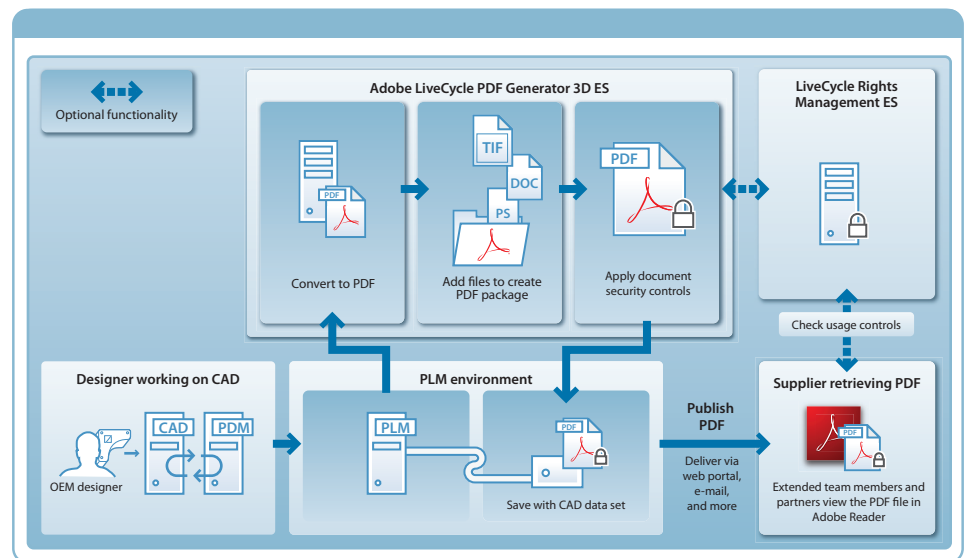 Optional functionality
Adobe LiveCycle PDF Generator 3D ES
PDF
Convert to PDF
TIF
DOC
PS
Add files to create
PDF package
PDF
Apply document
security controls
LiveCycle Rights
Management ES
Check usage controls
Designer working on CAD
OEM designer
CAD
PDM
PLM environment
PLM
PDF
Save with CAD data set
Publish
PDF
Deliver via
web portal,
e-mail,
and more
Supplier retrieving PDF
PDF
Extended team members and
partners view the PDF file in
Adobe Reader